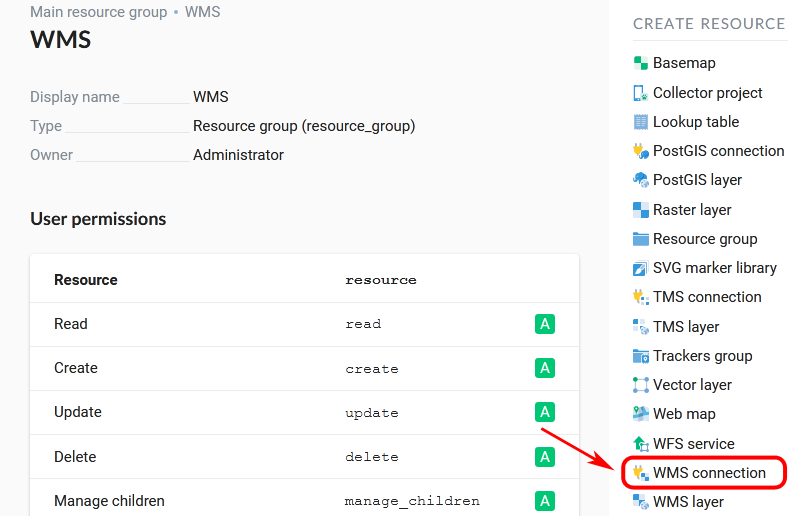 Main resource group • WMS
WMS
Display name WMS
Type Resource group (resource_group)
Owner Administrator
User permissions
Resource resource
Read read A
Create create A
Update update A
Delete delete A
Manage children manage_children A
CREATE RESOURCE
Basemap
Collector project
Lookup table
PostGIS connection
PostGIS layer
Raster layer
Resource group
SVG marker library
TMS connection
TMS layer
Trackers group
Vector layer
Web map
WFS service
WMS connection
WMS layer